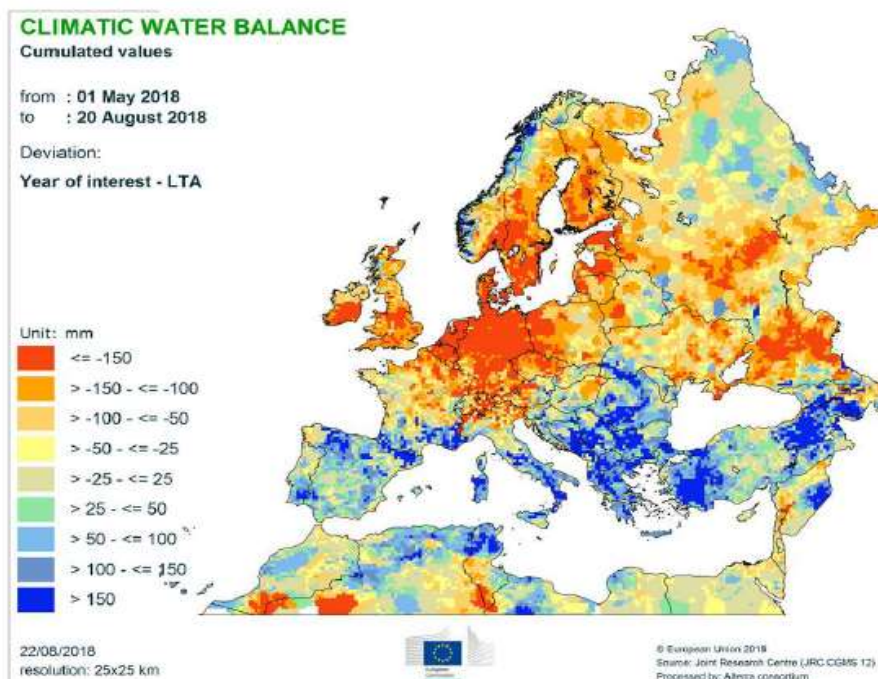 CLIMATIC WATER BALANCE
Cumulated values
from : 01 May 2018
to : 20 August 2018
Deviation:
Year of interest - LTA
Unit: mm
<= -150
> -150 - <= -100
> -100 - <= -50
> -50 - <= -25
> -25 - <= 25
> 25 - <= 50
> 50 - <= 100
> 100 - <= 150
> 150
22/08/2018
resolution: 25x25 km
European
Commission
© European Union 2018
Source: Joint Research Centre (JRC CGMS 12)
Processed by: Alterra consortium